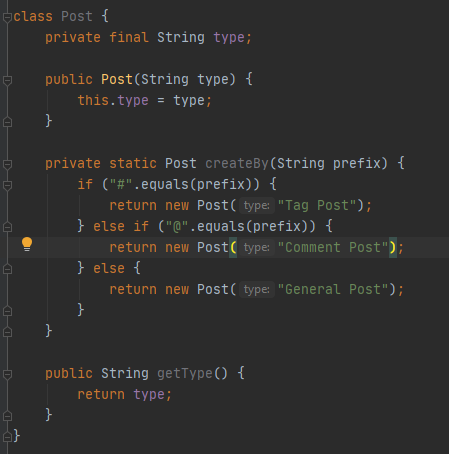 class Post {
    private final String type;

    public Post(String type) {
        this.type = type;
    }

    private static Post createBy(String prefix) {
        if ("#".equals(prefix)) {
            return new Post( type: "Tag Post");
        } else if ("@".equals(prefix)) {
            return new Post( type: "Comment Post");
        } else {
            return new Post( type: "General Post");
        }
    }

    public String getType() {
        return type;
    }
}